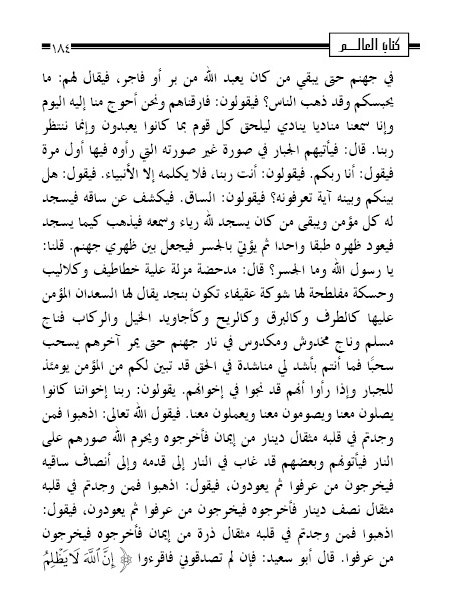 كتاب العالم
١٨٤
في جهنم حتى يبقي من كان يعبد الله من بر أو فاجر، فيقال لهم: ما
يحبسكم وقد ذهب الناس؟ فيقولون: فارقناهم ونحن أحوج منا إليه اليوم
وإنا سمعنا مناديا ينادي ليلحق كل قوم بما كانوا يعبدون وإنما ننتظر
ربنا. قال: فيأتيهم الجبار في صورة غير صورته التي رأوه فيها أول مرة
فيقول: أنا ربكم. فيقولون: أنت ربنا، فلا يكلمه إلا الأنبياء. فيقول: هل
بينكم وبينه آية تعرفونه؟ فيقولون: الساق. فيكشف عن ساقه فيسجد
له كل مؤمن ويبقى من كان يسجد لله رياء وسمعه فيذهب كيما يسجد
فيعود ظهره طبقا واحدا ثم يؤتيّ بالجسر فيجعل بين ظهري جهنم. قلنا:
يا رسول الله وما الجسر؟ قال: مدحضة مزلة علية خطاطيف وكلاليب
وحسكة مفلطحة لها شوكة عقيفاء تكون بنجد يقال لها السعدان المؤمن
عليها كالطرف وكالبرق وكالريح وكأجاويد الخيل والركاب فناج
مسلم وناج مخدوش ومكدوس في نار جهنم حتى يمر آخرهم يسحب
سحبًا فما أنتم بأشد لي مناشدة في الحق قد تبين لكم من المؤمن يومئذ
للجبار وإذا رأوا أنهم قد نجوا في إخوانهم. يقولون: ربنا إخواننا كانوا
يصلون معنا ويصومون معنا ويعملون معنا. فيقول الله تعالى: اذهبوا فمن
وجدتم في قلبه مثقال دينار من إيمان فأخرجوه ويحرم الله صورهم على
النار فيأتونهم وبعضهم قد غاب في النار إلى قدمه وإلى أنصاف ساقيه
فيخرجون من عرفوا ثم يعودون، فيقول: اذهبوا فمن وجدتم في قلبه
مثقال نصف دينار فأخرجوه فيخرجون من عرفوا ثم يعودون، فيقول:
اذهبوا فمن وجدتم في قلبه مثقال ذرة من إيمان فأخرجوه فيخرجون
من عرفوا. قال أبو سعيد: فإن لم تصدقوني فاقرءوا ﴿ إِنَّ ٱللَّهَ لَا يَظْلِمُ